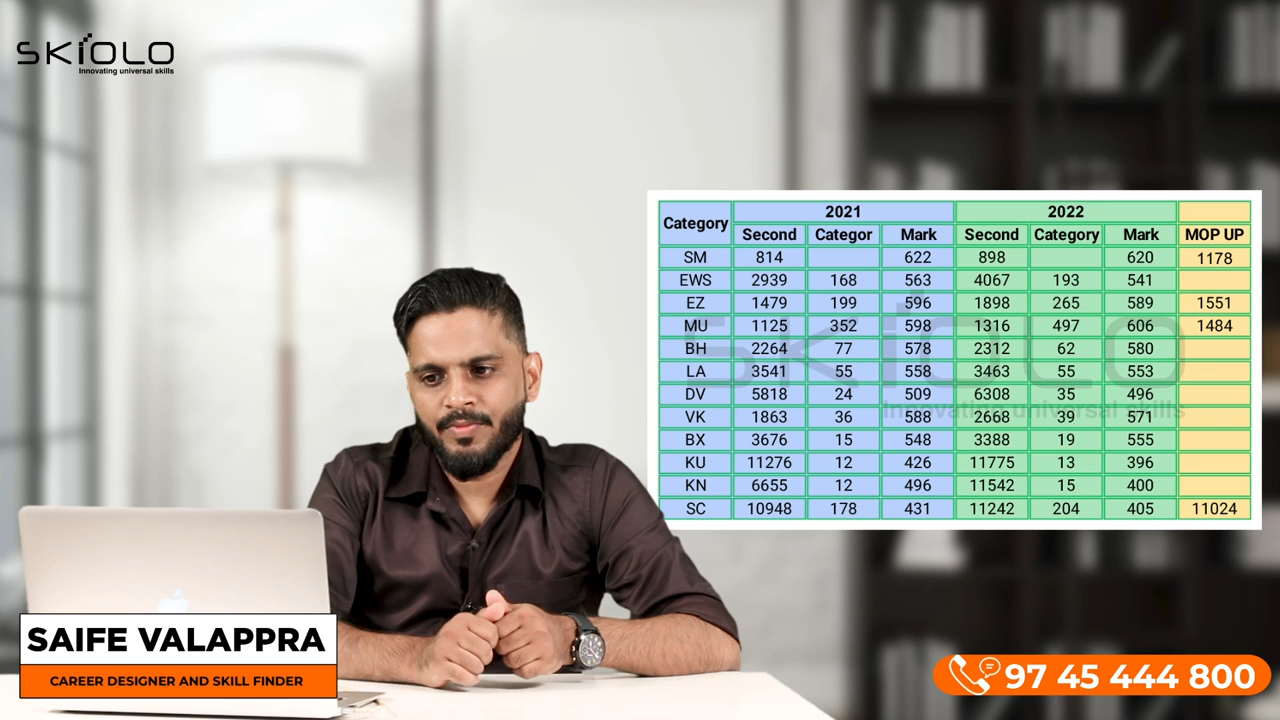 SKIOLO
Innovating universal skills
2021 2022
Category
Second Categor Mark Second Category Mark MOP UP
SM 814 622 898 620 1178
EWS 2939 168 563 4067 193 541
EZ 1479 199 596 1898 265 589 1551
MU 1125 352 598 1316 497 606 1484
BH 2264 77 578 2312 62 580
LA 3541 55 558 3463 55 553
DV 5818 24 509 6308 35 496
VK 1863 36 588 2668 39 571
BX 3676 15 548 3388 19 555
KU 11276 12 426 11775 13 396
KN 6655 12 496 11542 15 400
SC 10948 178 431 11242 204 405 11024
SKIOLO
Innovating universal skills
SAIFE VALAPPRA
CAREER DESIGNER AND SKILL FINDER
97 45 444 800